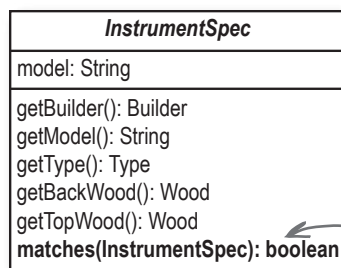 InstrumentSpec
model: String
getBuilder(): Builder
getModel(): String
getType(): Type
getBackWood(): Wood
getTopWood(): Wood
matches(InstrumentSpec): boolean